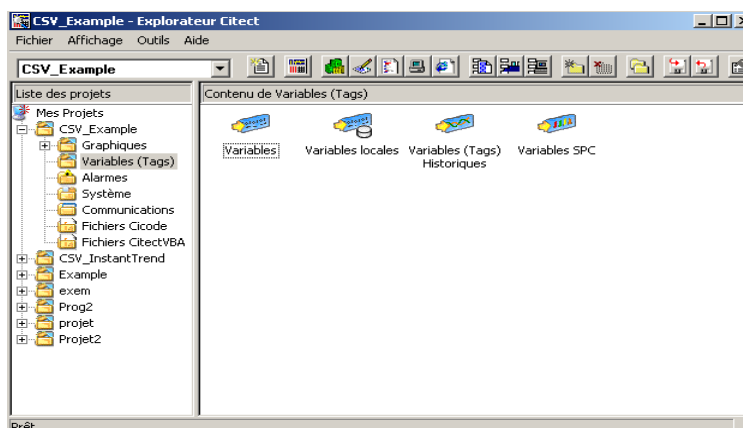 CSV_Example - Explorateur Citect
Fichier Affichage Outils Aide
CSV_Example
Liste des projets
Contenu de Variables (Tags)
Mes Projets
CSV_Example
Graphiques
Variables (Tags)
Alarmes
Système
Communications
Fichiers Cicode
Fichiers CitectVBA
CSV_InstantTrend
Example
exem
Prog2
projet
Projet2
Variables
Variables locales
Variables (Tags)
Historiques
Variables SPC
Prêt